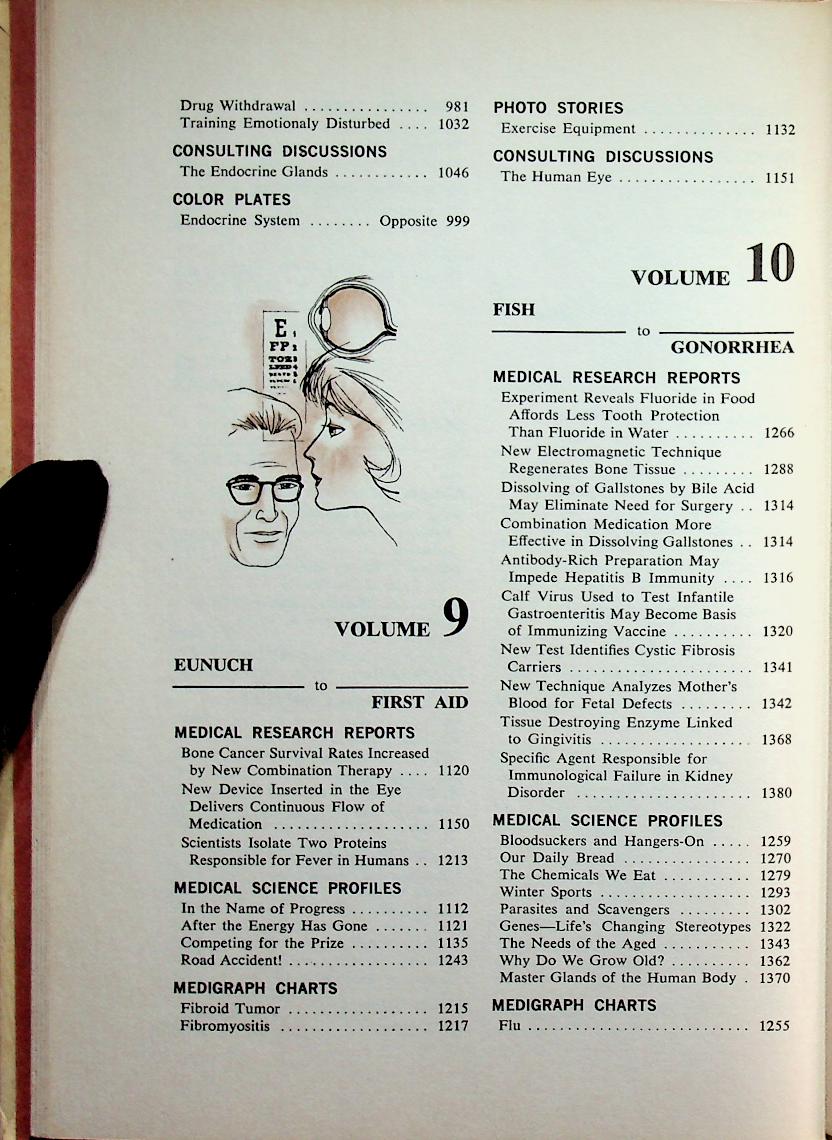 Drug Withdrawal ................ 981
Training Emotionaly Disturbed .... 1032
CONSULTING DISCUSSIONS
The Endocrine Glands ............ 1046
COLOR PLATES
Endocrine System ........ Opposite 999
E
FP
VOLUME 9
EUNUCH
to
FIRST AID
MEDICAL RESEARCH REPORTS
Bone Cancer Survival Rates Increased
by New Combination Therapy .... 1120
New Device Inserted in the Eye
Delivers Continuous Flow of
Medication .................... 1150
Scientists Isolate Two Proteins
Responsible for Fever in Humans .. 1213
MEDICAL SCIENCE PROFILES
In the Name of Progress .......... 1112
After the Energy Has Gone ....... 1121
Competing for the Prize .......... 1135
Road Accident! .................. 1243
MEDIGRAPH CHARTS
Fibroid Tumor .................. 1215
Fibromyositis ................... 1217
PHOTO STORIES
Exercise Equipment .............. 1132
CONSULTING DISCUSSIONS
The Human Eye ................. 1151
VOLUME 10
FISH
to
GONORRHEA
MEDICAL RESEARCH REPORTS
Experiment Reveals Fluoride in Food
Affords Less Tooth Protection
Than Fluoride in Water .......... 1266
New Electromagnetic Technique
Regenerates Bone Tissue ......... 1288
Dissolving of Gallstones by Bile Acid
May Eliminate Need for Surgery .. 1314
Combination Medication More
Effective in Dissolving Gallstones .. 1314
Antibody-Rich Preparation May
Impede Hepatitis B Immunity .... 1316
Calf Virus Used to Test Infantile
Gastroenteritis May Become Basis
of Immunizing Vaccine .......... 1320
New Test Identifies Cystic Fibrosis
Carriers ....................... 1341
New Technique Analyzes Mother's
Blood for Fetal Defects ......... 1342
Tissue Destroying Enzyme Linked
to Gingivitis ................... 1368
Specific Agent Responsible for
Immunological Failure in Kidney
Disorder ...................... 1380
MEDICAL SCIENCE PROFILES
Bloodsuckers and Hangers-On ..... 1259
Our Daily Bread ................ 1270
The Chemicals We Eat ........... 1279
Winter Sports ................... 1293
Parasites and Scavengers ......... 1302
Genes—Life's Changing Stereotypes 1322
The Needs of the Aged ........... 1343
Why Do We Grow Old? .......... 1362
Master Glands of the Human Body . 1370
MEDIGRAPH CHARTS
Flu ............................ 1255